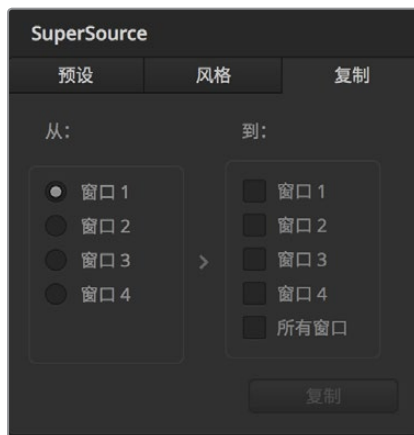 SuperSource
预设 风格 复制
从： 到：
窗口 1 窗口 1
窗口 2 窗口 2
窗口 3 > 窗口 3
窗口 4 窗口 4
所有窗口
复制